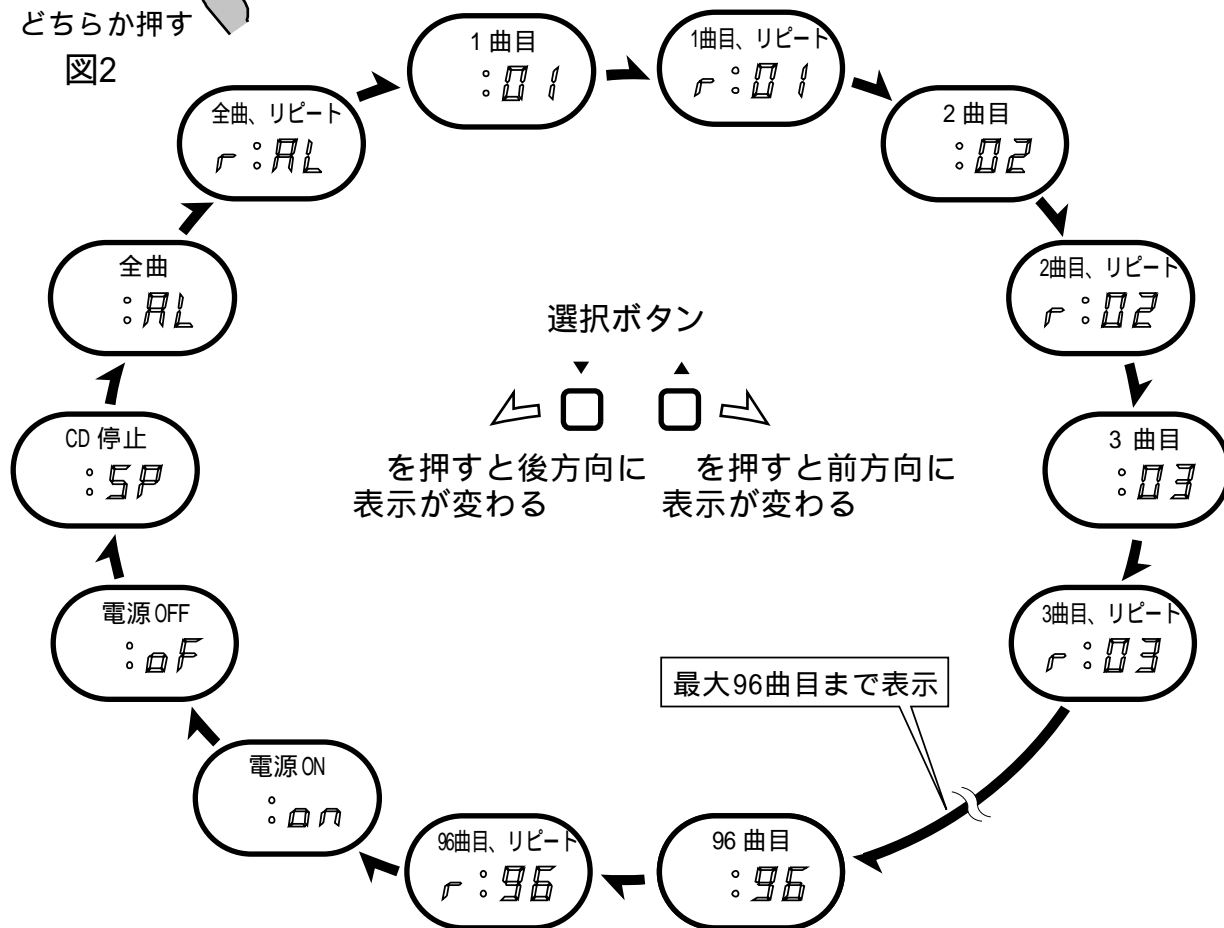 どちらか押す
図2
1 曲目
:01
1曲目、リピート
r:01
2 曲目
:02
2曲目、リピート
r:02
3 曲目
:03
3曲目、リピート
r:03
最大96曲目まで表示
96 曲目
:96
96曲目、リピート
r:96
電源 ON
:on
電源 OFF
:oF
CD 停止
:SP
全曲
:AL
全曲、リピート
r:AL
選択ボタン
▼ ▲
を押すと後方向に
表示が変わる
を押すと前方向に
表示が変わる